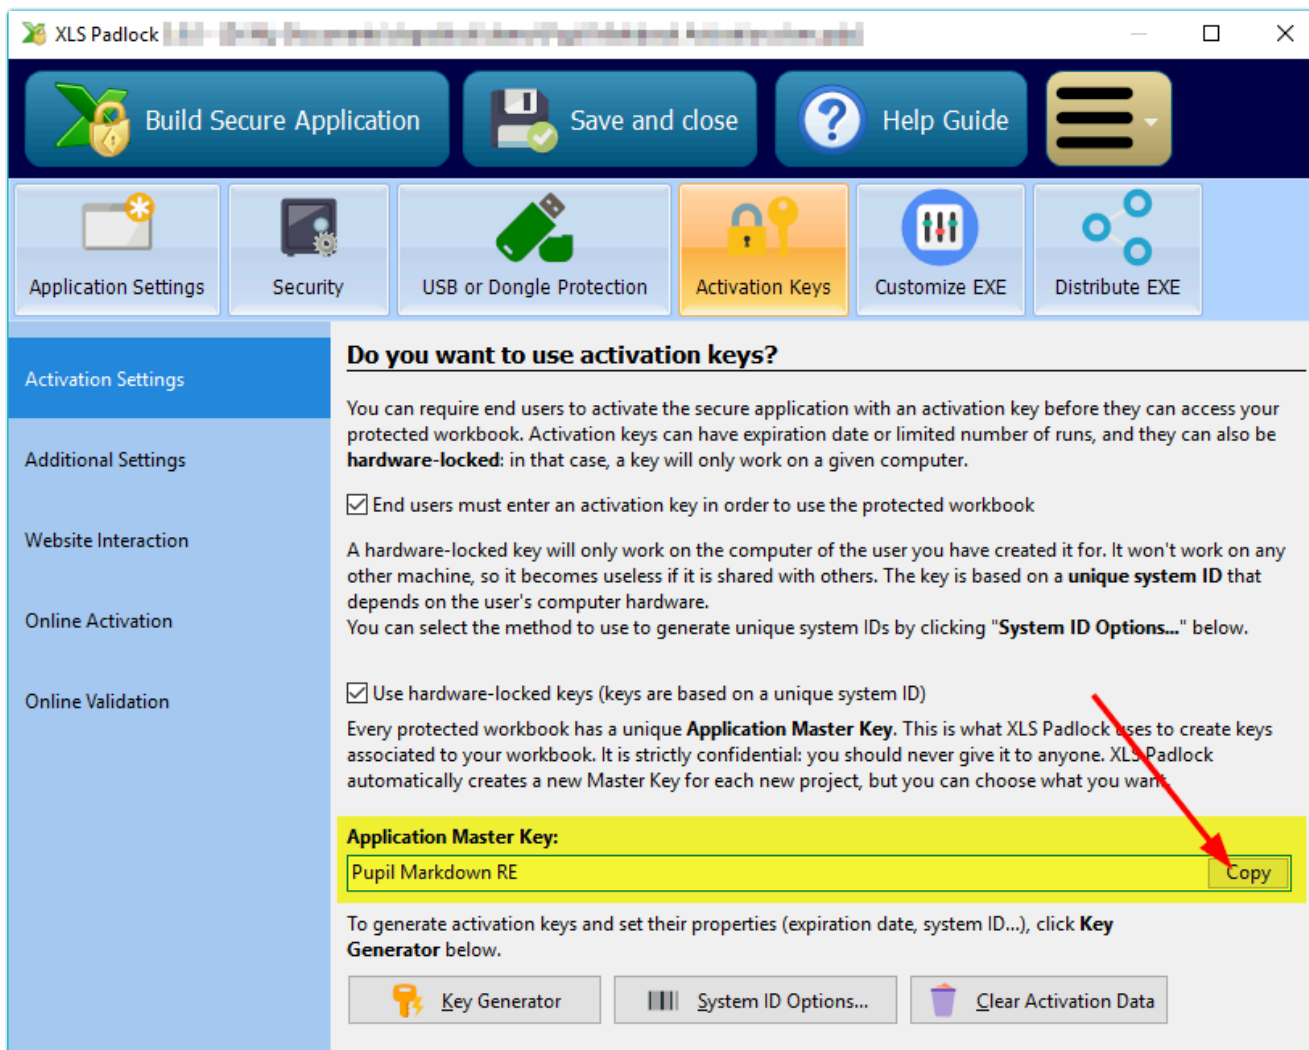 XLS Padlock
Build Secure Application
Save and close
Help Guide
Application Settings
Security
USB or Dongle Protection
Activation Keys
Customize EXE
Distribute EXE
Activation Settings
Additional Settings
Website Interaction
Online Activation
Online Validation
Do you want to use activation keys?
You can require end users to activate the secure application with an activation key before they can access your
protected workbook. Activation keys can have expiration date or limited number of runs, and they can also be
hardware-locked: in that case, a key will only work on a given computer.
End users must enter an activation key in order to use the protected workbook
A hardware-locked key will only work on the computer of the user you have created it for. It won't work on any
other machine, so it becomes useless if it is shared with others. The key is based on a unique system ID that
depends on the user's computer hardware.
You can select the method to use to generate unique system IDs by clicking "System ID Options..." below.
Use hardware-locked keys (keys are based on a unique system ID)
Every protected workbook has a unique Application Master Key. This is what XLS Padlock uses to create keys
associated to your workbook. It is strictly confidential: you should never give it to anyone. XLS Padlock
automatically creates a new Master Key for each new project, but you can choose what you want.
Application Master Key:
Pupil Markdown RE
Copy
To generate activation keys and set their properties (expiration date, system ID...), click Key
Generator below.
Key Generator
System ID Options...
Clear Activation Data